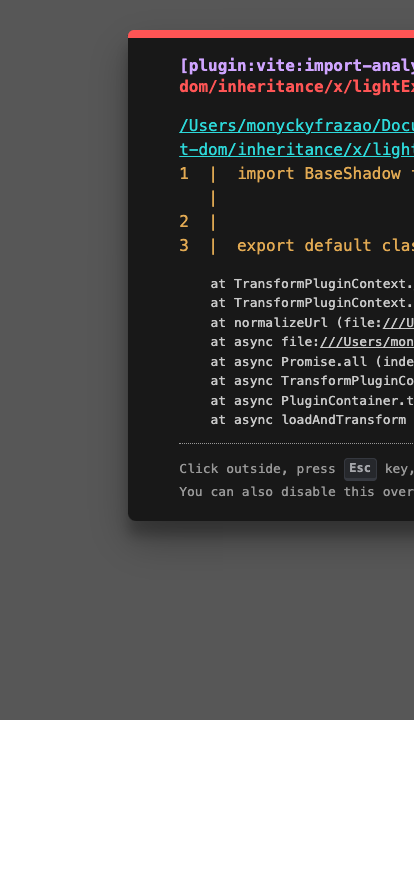 [plugin:vite:import-analy
dom/inheritance/x/lightEx
/Users/monyckyfrazao/Docu
t-dom/inheritance/x/light
1 | import BaseShadow f
|
2 |
3 | export default clas
at TransformPluginContext.
at TransformPluginContext.
at normalizeUrl (file:///U
at async file:///Users/mon
at async Promise.all (inde
at async TransformPluginCo
at async PluginContainer.t
at async loadAndTransform
Click outside, press Esc key,
You can also disable this over